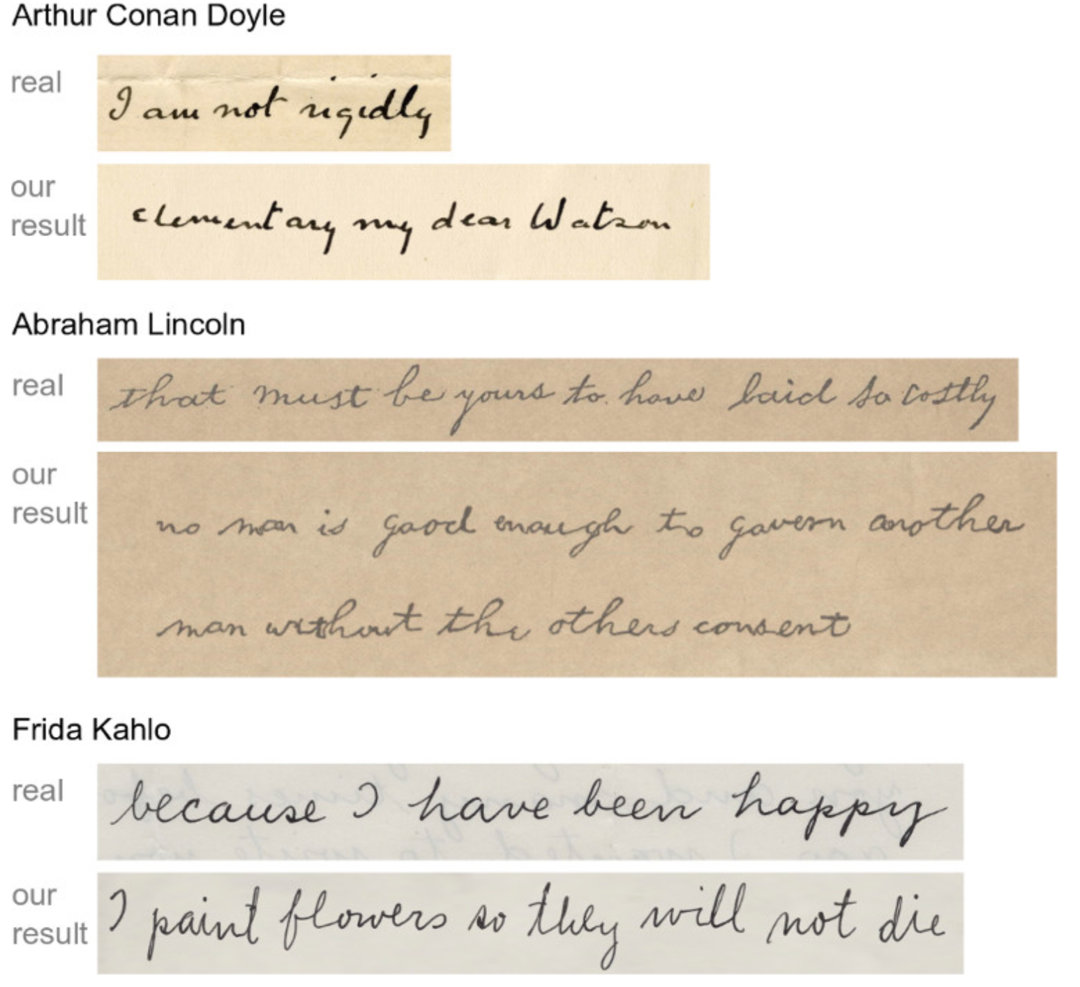 Arthur Conan Doyle
real
I am not rigidly
our
result
elementary my dear Watson
Abraham Lincoln
real
that must be yours to have laid so costly
our
result
no man is good enough to govern another
man without the others consent
Frida Kahlo
real
because I have been happy
our
result
I paint flowers so they will not die